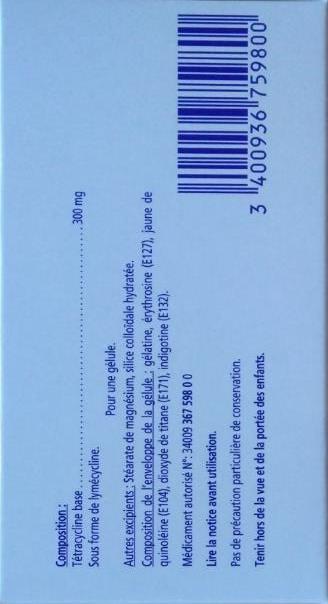 Composition :
Tétracycline base .......................................... 300 mg
Sous forme de lymécycline.
Pour une gélule.
Autres excipients : Stéarate de magnésium, silice colloïdale hydratée.
Composition de l'enveloppe de la gélule : gélatine, érythrosine (E127), jaune de
quinoléine (E104), dioxyde de titane (E171), indigotine (E132).
Médicament autorisé N°: 34009 367 598 0 0
Lire la notice avant utilisation.
Pas de précaution particulière de conservation.
Tenir hors de la vue et de la portée des enfants.
3 400936 759800